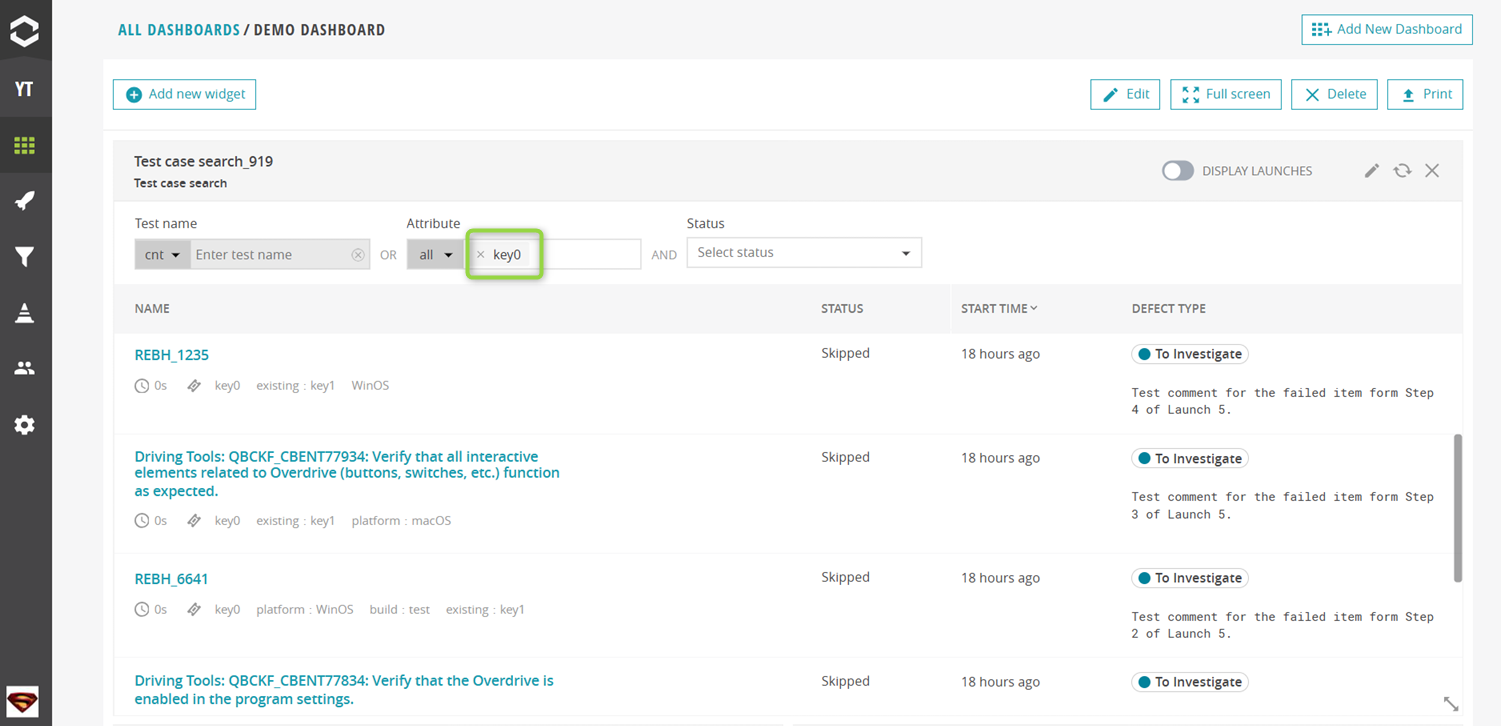 ALL DASHBOARDS / DEMO DASHBOARD
Add New Dashboard
YT
Add new widget
Edit
Full screen
Delete
Print
Test case search_919
Test case search
DISPLAY LAUNCHES
Test name
Attribute
Status
cnt
Enter test name
OR
all
key0
AND
Select status
NAME
STATUS
START TIME
DEFECT TYPE
REBH_1235
Skipped
18 hours ago
To Investigate
0s key0 existing : key1 WinOS
Test comment for the failed item form Step
4 of Launch 5.
Driving Tools: QBCKF_CBENT77934: Verify that all interactive
elements related to Overdrive (buttons, switches, etc.) function
as expected.
Skipped
18 hours ago
To Investigate
0s key0 existing : key1 platform : macOS
Test comment for the failed item form Step
3 of Launch 5.
REBH_6641
Skipped
18 hours ago
To Investigate
0s key0 platform : WinOS build : test existing : key1
Test comment for the failed item form Step
2 of Launch 5.
Driving Tools: QBCKF_CBENT77834: Verify that the Overdrive is
enabled in the program settings.
Skipped
18 hours ago
To Investigate